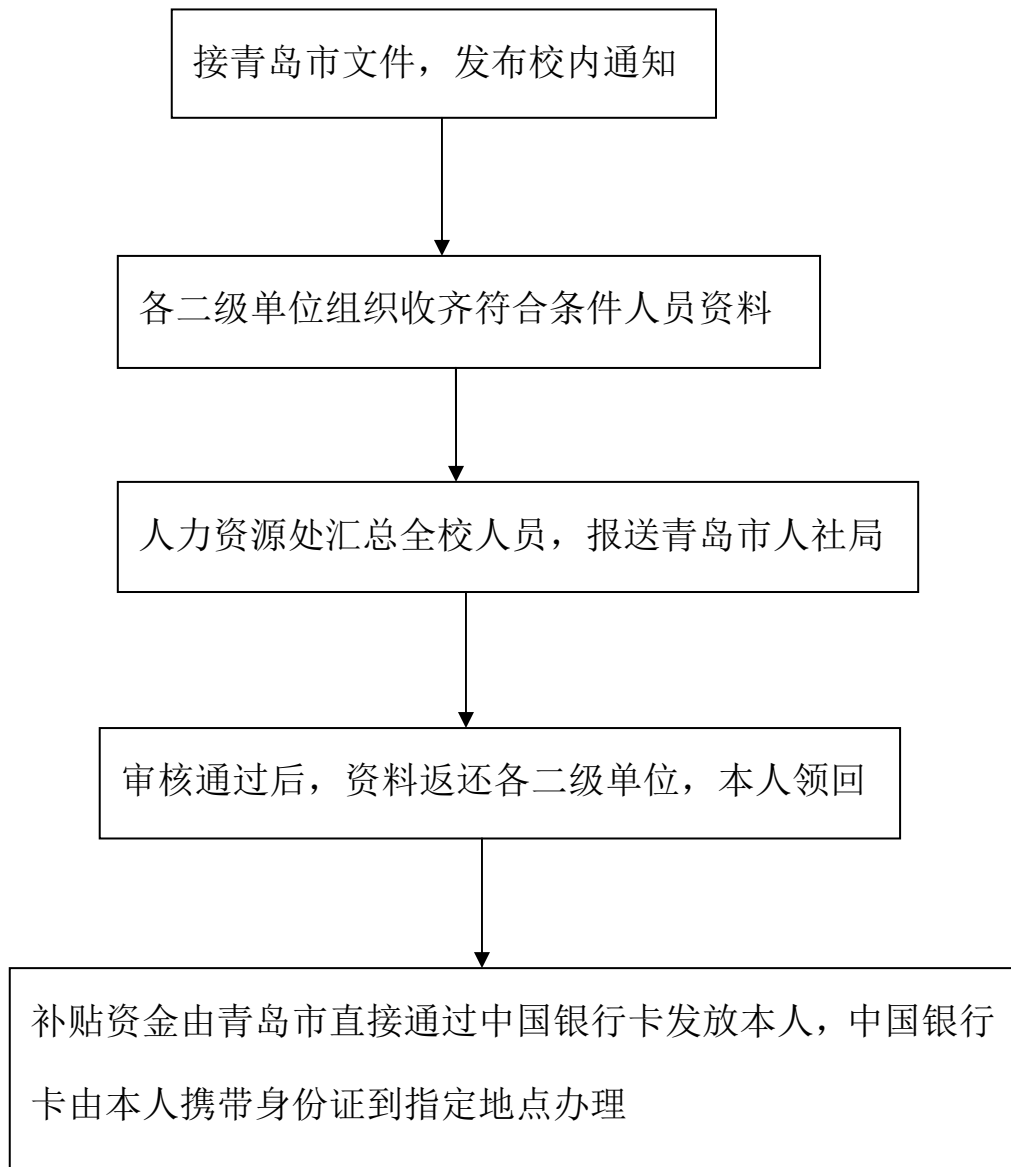 接青岛市文件，发布校内通知
各二级单位组织收齐符合条件人员资料
人力资源处汇总全校人员，报送青岛市人社局
审核通过后，资料返还各二级单位，本人领回
补贴资金由青岛市直接通过中国银行卡发放本人，中国银行
卡由本人携带身份证到指定地点办理